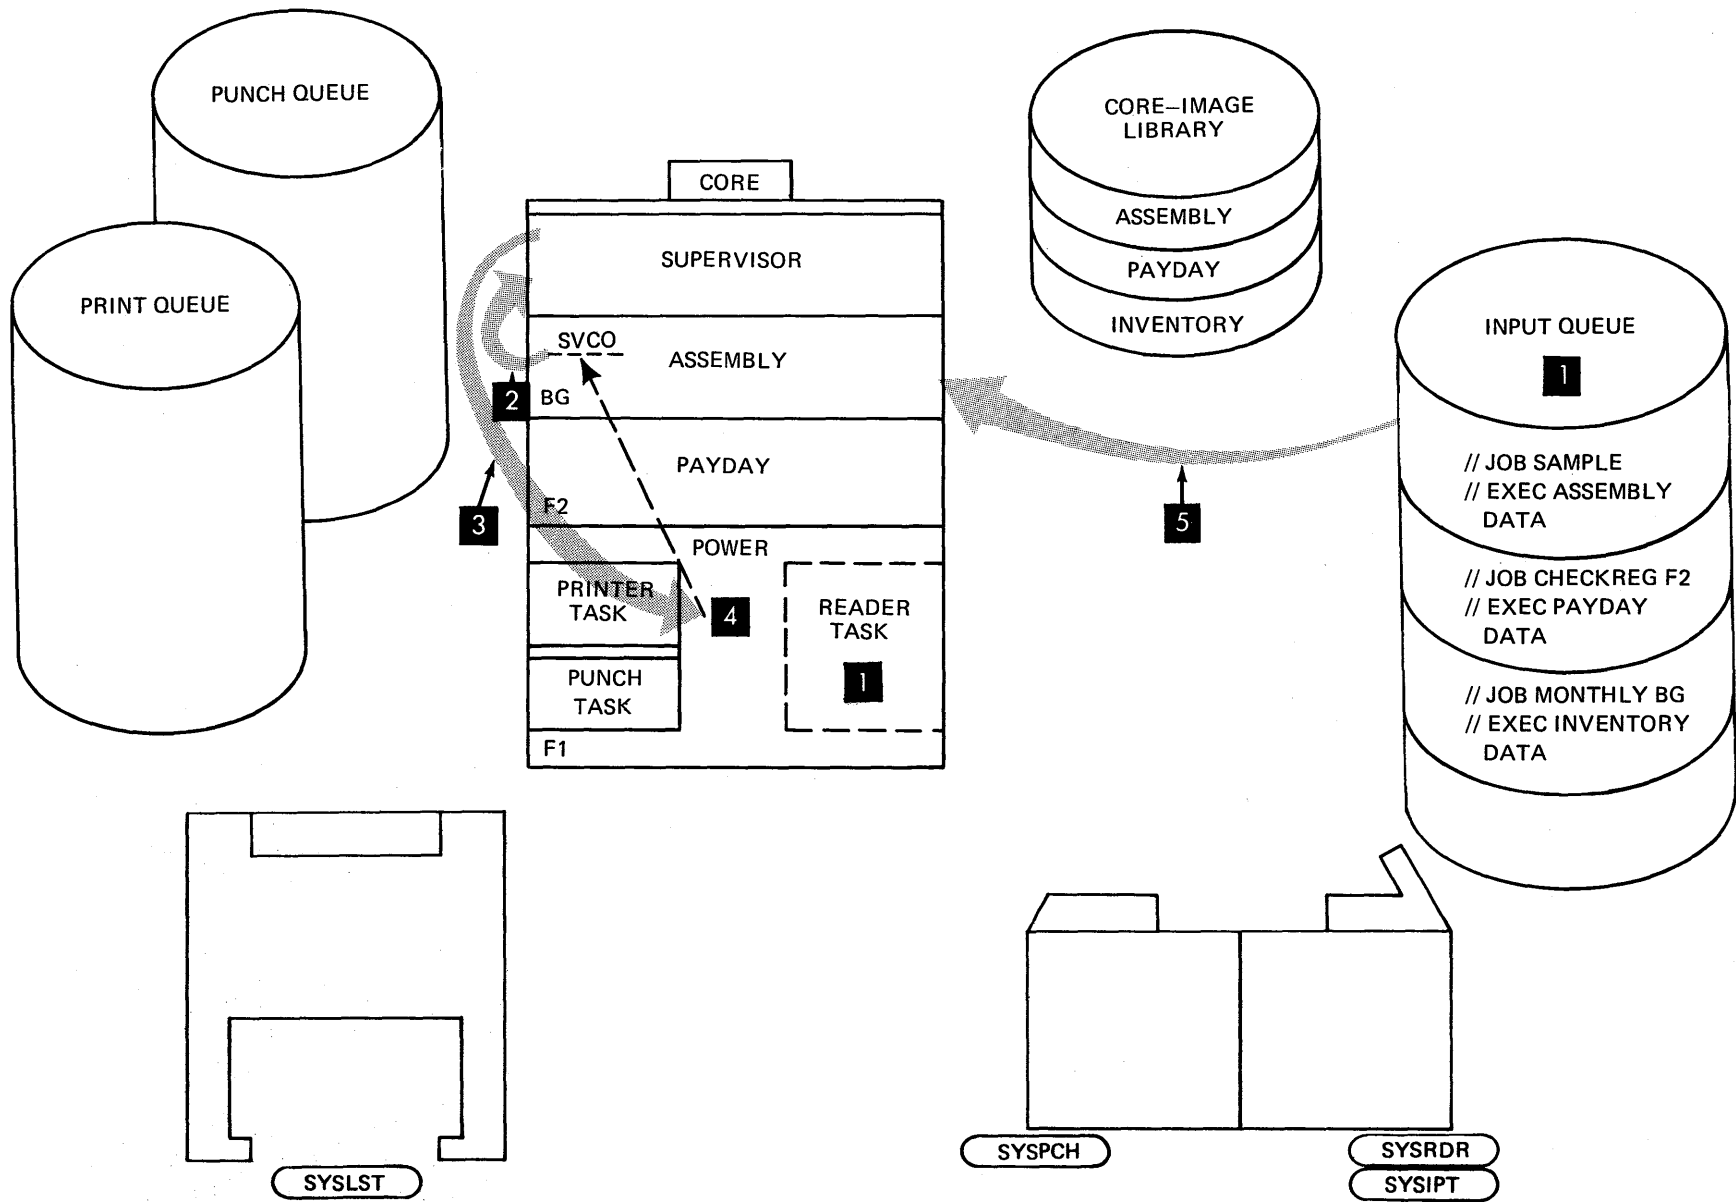 PUNCH QUEUE
PRINT QUEUE
CORE
SUPERVISOR
SVCO
ASSEMBLY
2
BG
PAYDAY
3
F2
POWER
PRINTER
TASK
4
READER
TASK
1
PUNCH
TASK
F1
CORE–IMAGE
LIBRARY
ASSEMBLY
PAYDAY
INVENTORY
5
INPUT QUEUE
1
// JOB SAMPLE
// EXEC ASSEMBLY
DATA
// JOB CHECKREG F2
// EXEC PAYDAY
DATA
// JOB MONTHLY BG
// EXEC INVENTORY
DATA
SYSLST
SYSPCH
SYSRDR
SYSIPT